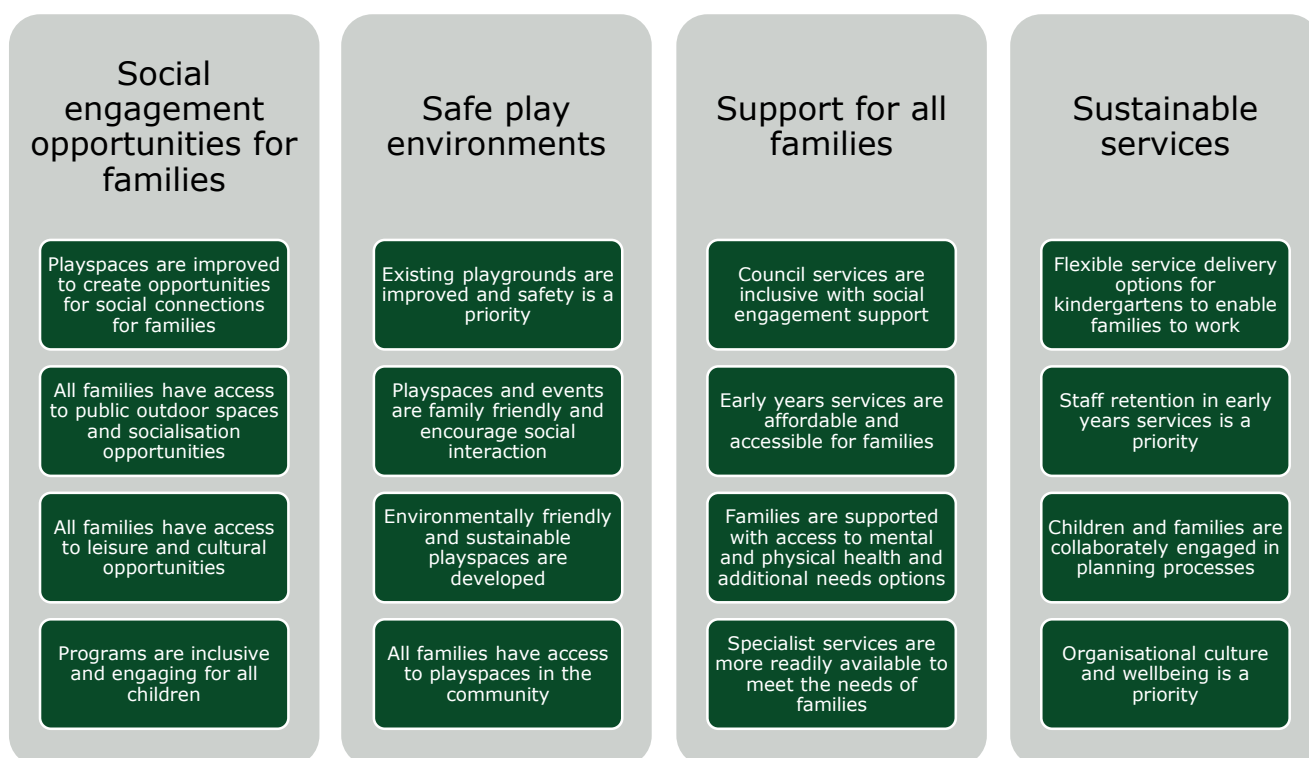 Social
engagement
opportunities for
families
Playspaces are improved
to create opportunities
for social connections
for families
All families have access
to public outdoor spaces
and socialisation
opportunities
All families have access
to leisure and cultural
opportunities
Programs are inclusive
and engaging for all
children
Safe play
environments
Existing playgrounds are
improved and safety is a
priority
Playspaces and events
are family friendly and
encourage social
interaction
Environmentally friendly
and sustainable
playspaces are
developed
All families have access
to playspaces in the
community
Support for all
families
Council services are
inclusive with social
engagement support
Early years services are
affordable and
accessible for families
Families are supported
with access to mental
and physical health and
additional needs options
Specialist services are
more readily available to
meet the needs of
families
Sustainable
services
Flexible service delivery
options for
kindergartens to enable
families to work
Staff retention in early
years services is a
priority
Children and families are
collaborately engaged in
planning processes
Organisational culture
and wellbeing is a
priority